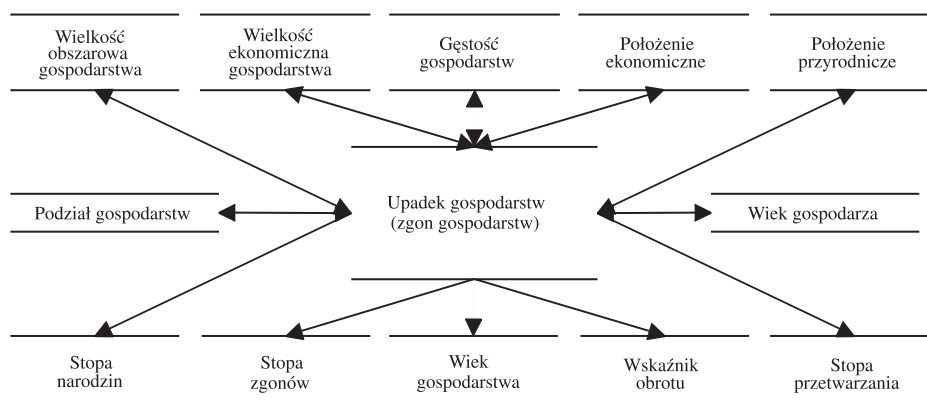 Wielkość
obszarowa
gospodarstwa
Wielkość
ekonomiczna
gospodarstwa
Gęstość
gospodarstw
Położenie
ekonomiczne
Położenie
przyrodnicze
Podział gospodarstw
Upadek gospodarstw
(zgon gospodarstw)
Wiek gospodarza
Stopa
narodzin
Stopa
zgonów
Wiek
gospodarstwa
Wskaźnik
obrotu
Stopa
przetwarzania